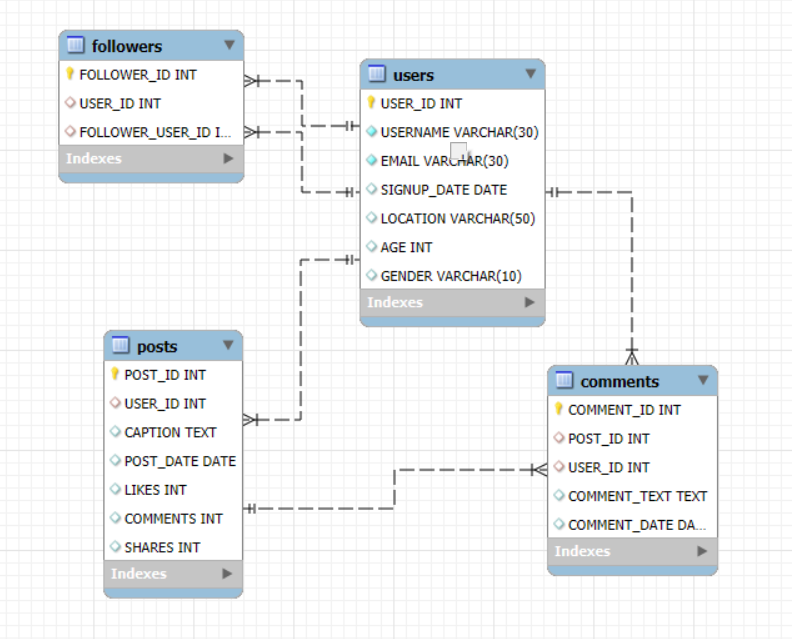 followers
FOLLOWER_ID INT
USER_ID INT
FOLLOWER_USER_ID I...
Indexes
users
USER_ID INT
USERNAME VARCHAR(30)
EMAIL VARCHAR(30)
SIGNUP_DATE DATE
LOCATION VARCHAR(50)
AGE INT
GENDER VARCHAR(10)
Indexes
posts
POST_ID INT
USER_ID INT
CAPTION TEXT
POST_DATE DATE
LIKES INT
COMMENTS INT
SHARES INT
Indexes
comments
COMMENT_ID INT
POST_ID INT
USER_ID INT
COMMENT_TEXT TEXT
COMMENT_DATE DA...
Indexes